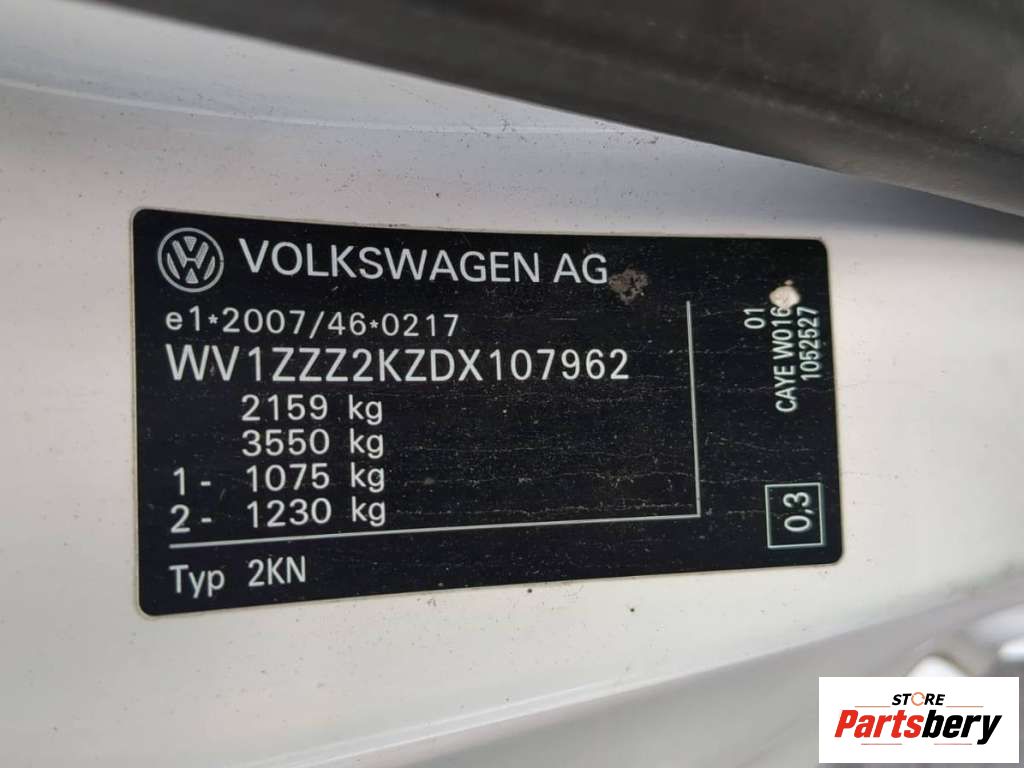 VOLKSWAGEN AG
e1*2007/46*0217
WV1ZZZ2KZDX107962
2159 kg
3550 kg
1- 1075 kg
2- 1230 kg
Typ 2KN
01
CAYE
1052527
0,3
STORE
Partsbery